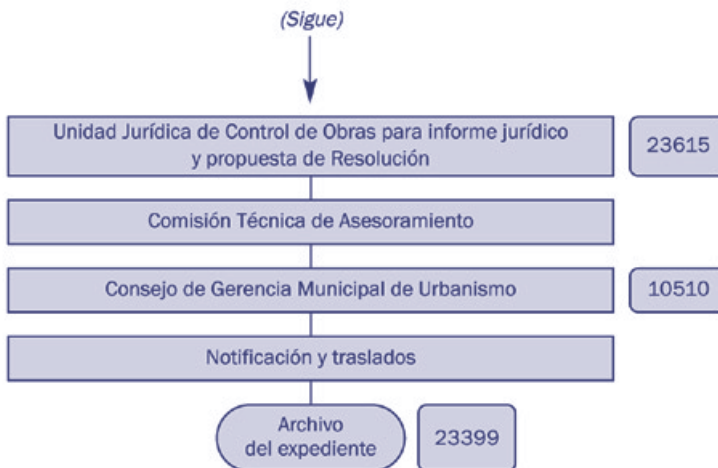 (Sigue)
Unidad Jurídica de Control de Obras para informe jurídico
y propuesta de Resolución
23615
Comisión Técnica de Asesoramiento
Consejo de Gerencia Municipal de Urbanismo
10510
Notificación y traslados
Archivo
del expediente
23399